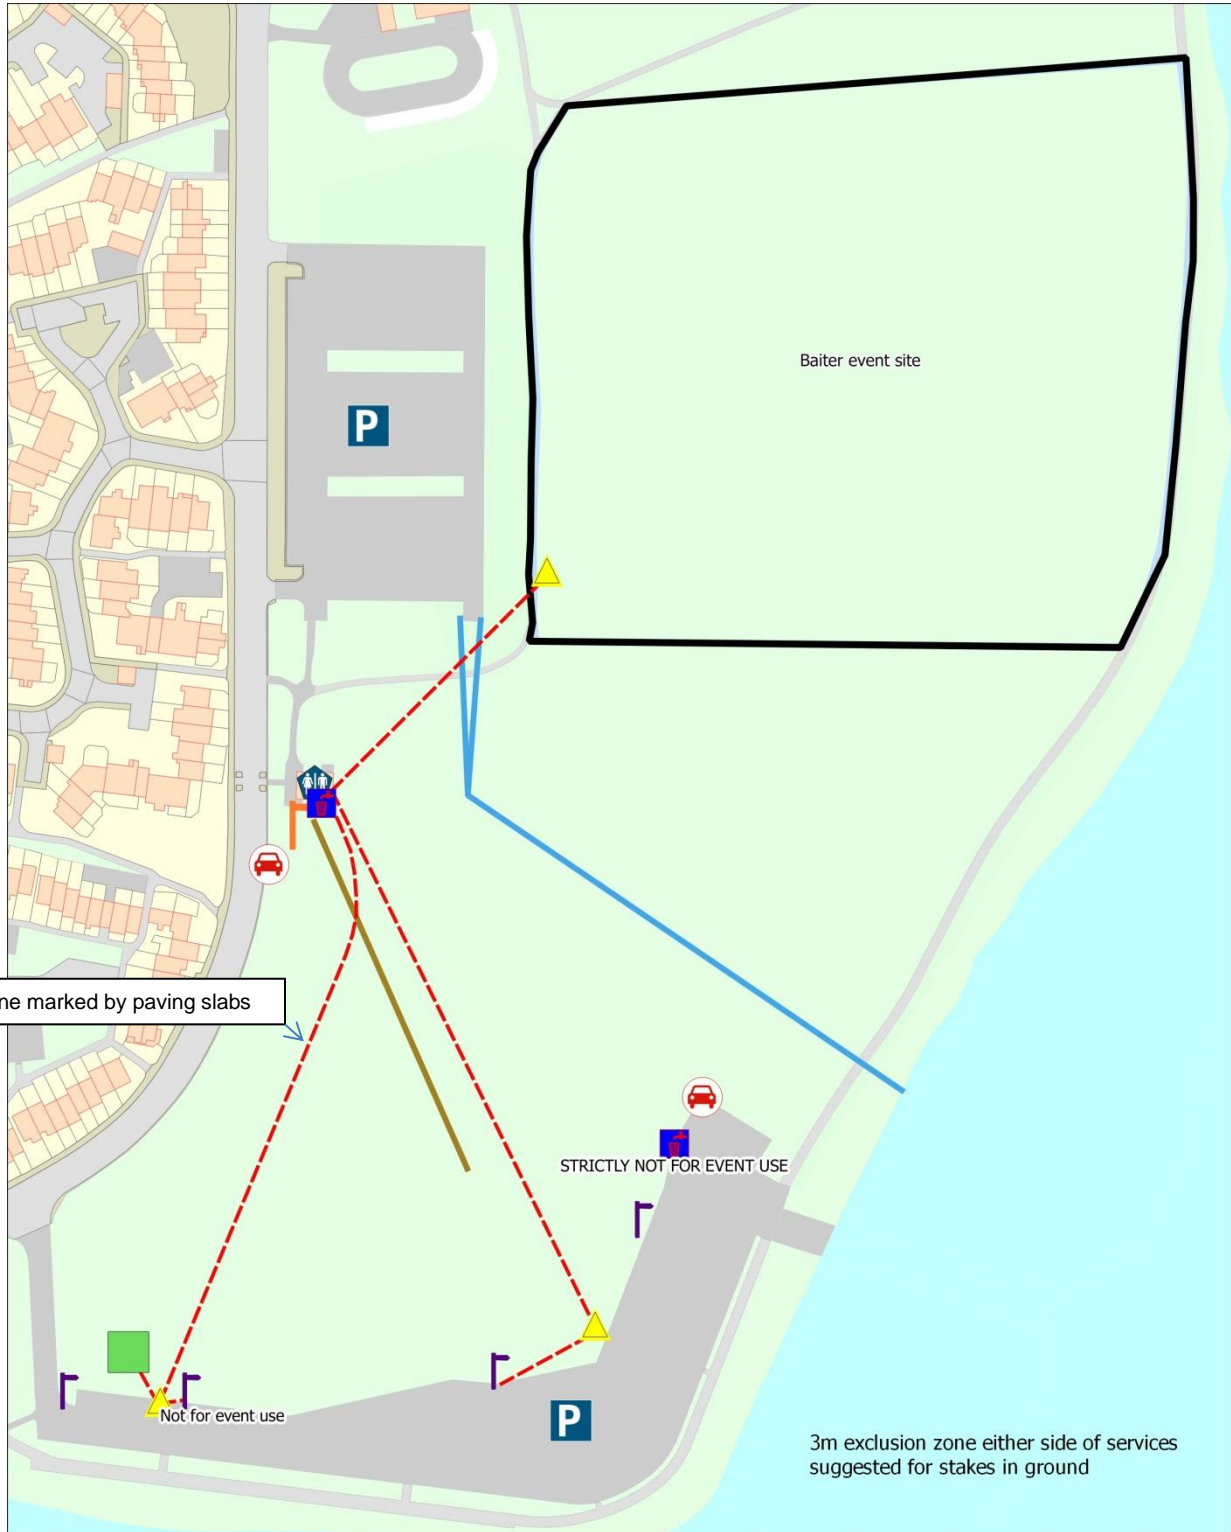 Baiter event site
P
marked by paving slabs
STRICTLY NOT FOR EVENT USE
Not for event use
P
3m exclusion zone either side of services
suggested for stakes in ground